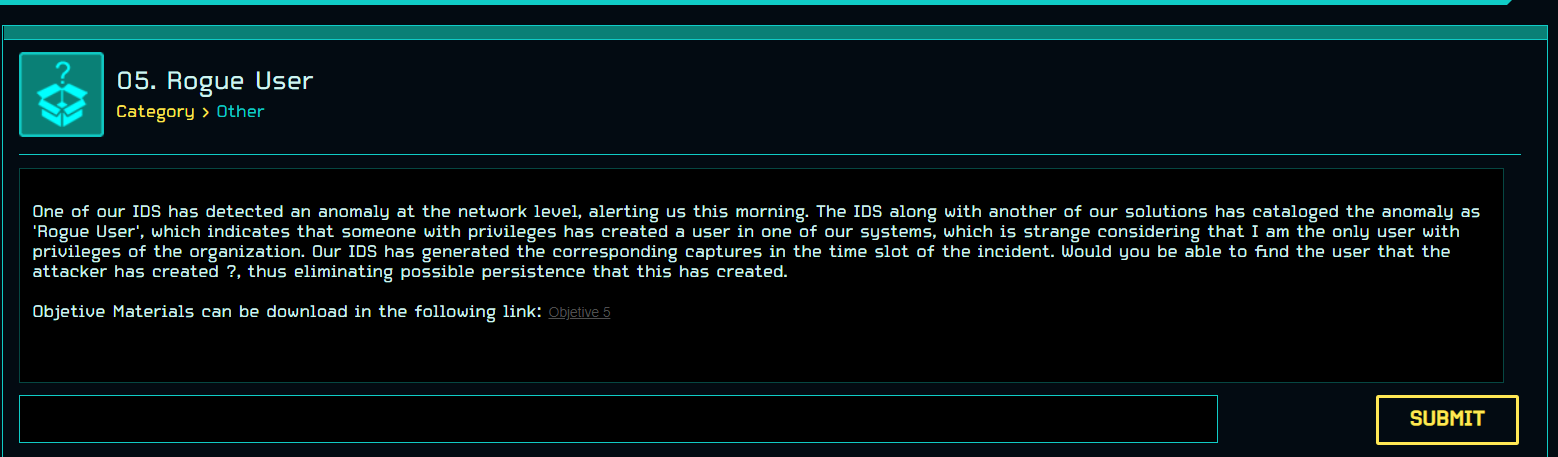 05. Rogue User
Category > Other
One of our IDS has detected an anomaly at the network level, alerting us this morning. The IDS along with another of our solutions has cataloged the anomaly as
'Rogue User', which indicates that someone with privileges has created a user in one of our systems, which is strange considering that I am the only user with
privileges of the organization. Our IDS has generated the corresponding captures in the time slot of the incident. Would you be able to find the user that the
attacker has created ?, thus eliminating possible persistence that this has created.
Objetive Materials can be download in the following link: Objetive 5
SUBMIT